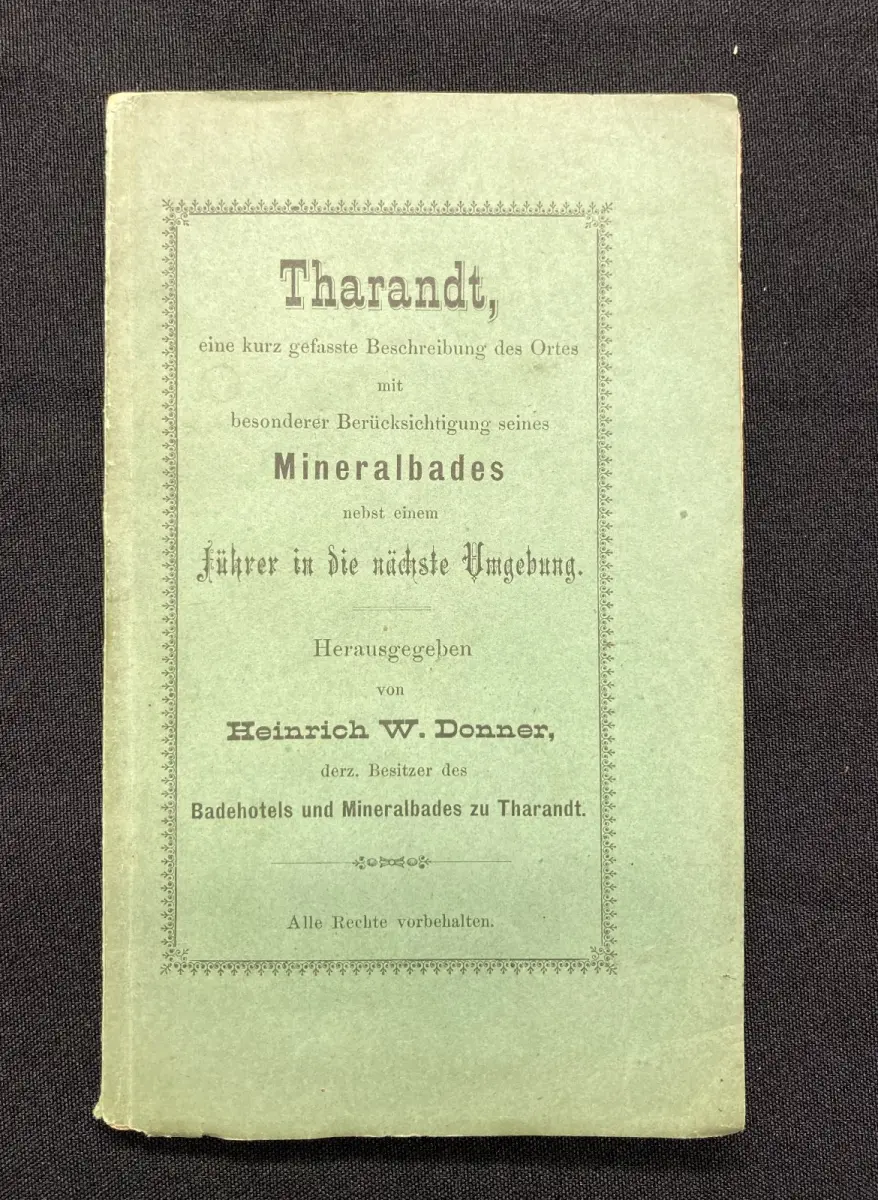 Tharandt,
eine kurz gefasste Beschreibung des Ortes
mit
besonderer Berücksichtigung seines
Mineralbades
nebst einem
Führer in die nächste Umgebung.
Herausgegeben
von
Heinrich W. Donner,
derz. Besitzer des
Badehotels und Mineralbades zu Tharandt.
Alle Rechte vorbehalten.